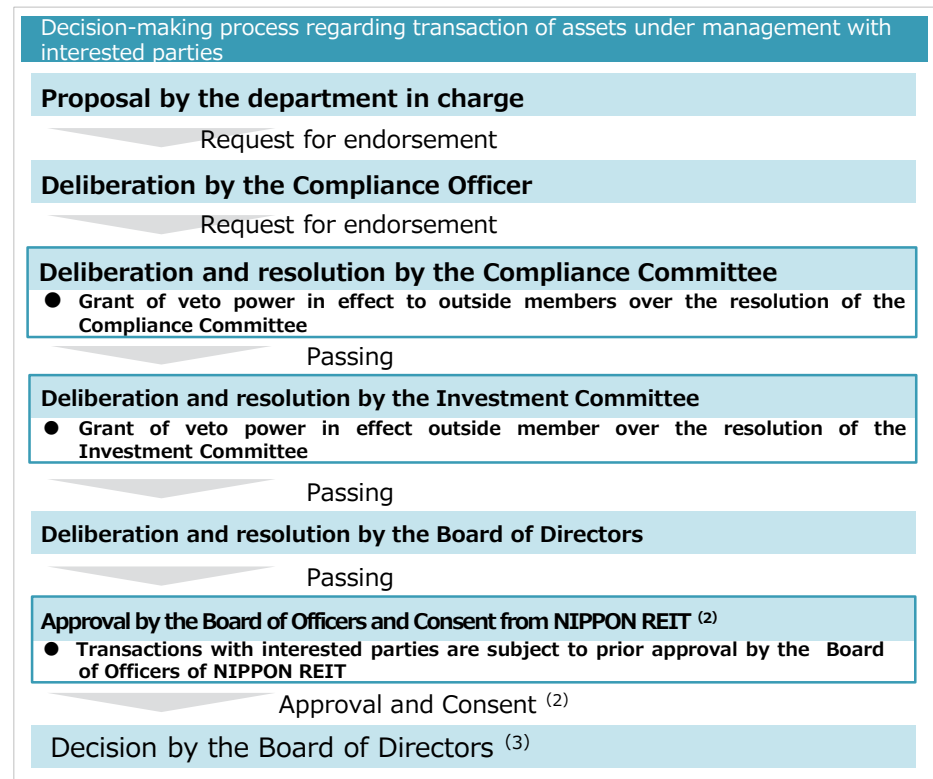 Decision-making process regarding transaction of assets under management with
interested parties
Proposal by the department in charge
Request for endorsement
Deliberation by the Compliance Officer
Request for endorsement
Deliberation and resolution by the Compliance Committee
● Grant of veto power in effect to outside members over the resolution of the
Compliance Committee
Passing
Deliberation and resolution by the Investment Committee
● Grant of veto power in effect outside member over the resolution of the
Investment Committee
Passing
Deliberation and resolution by the Board of Directors
Passing
Approval by the Board of Officers and Consent from NIPPON REIT (2)
● Transactions with interested parties are subject to prior approval by the Board
of Officers of NIPPON REIT
Approval and Consent (2)
Decision by the Board of Directors (3)